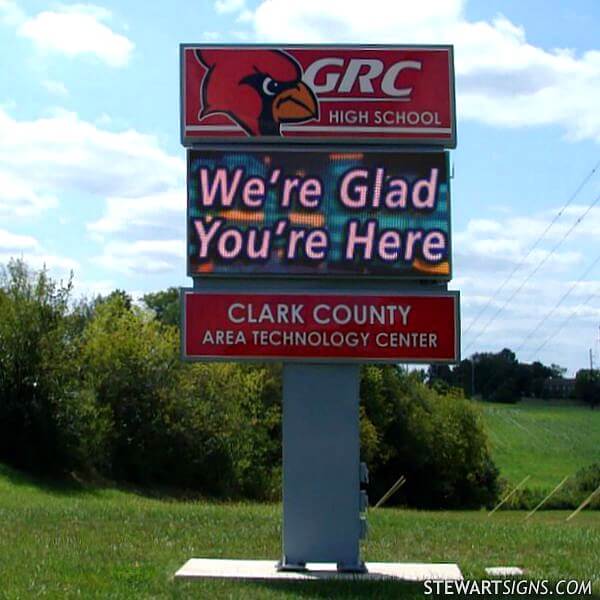 GRC
HIGH SCHOOL
We're Glad
You're Here
CLARK COUNTY
AREA TECHNOLOGY CENTER
STEWARTSIGNS.COM